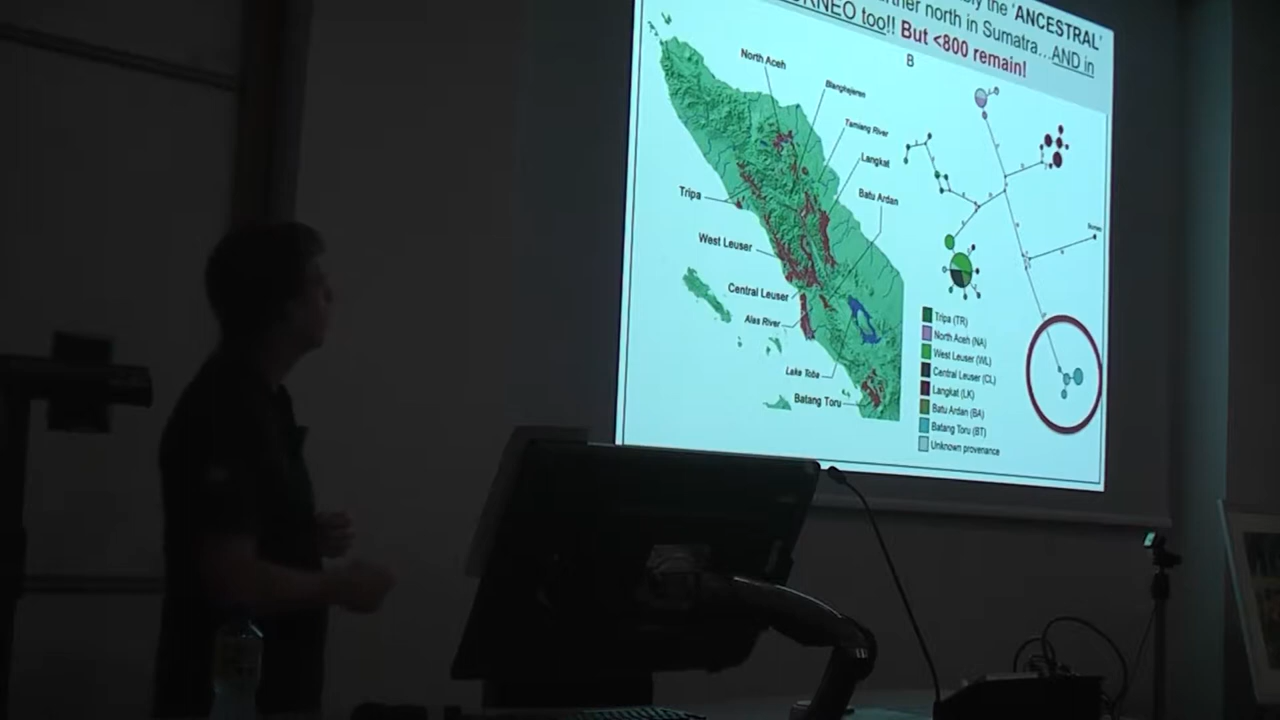 the 'ANCESTRAL'
north in Sumatra...AND in
too!! But <800 remain!
B
North Aceh
Blangkejeren
Tamiang River
Langkat
Batu Ardan
Tripa
West Leuser
Central Leuser
Alas River
Lake Toba
Batang Toru
Borneo
Tripa (TR)
North Aceh (NA)
West Leuser (WL)
Central Leuser (CL)
Langkat (LK)
Batu Ardan (BA)
Batang Toru (BT)
Unknown provenance